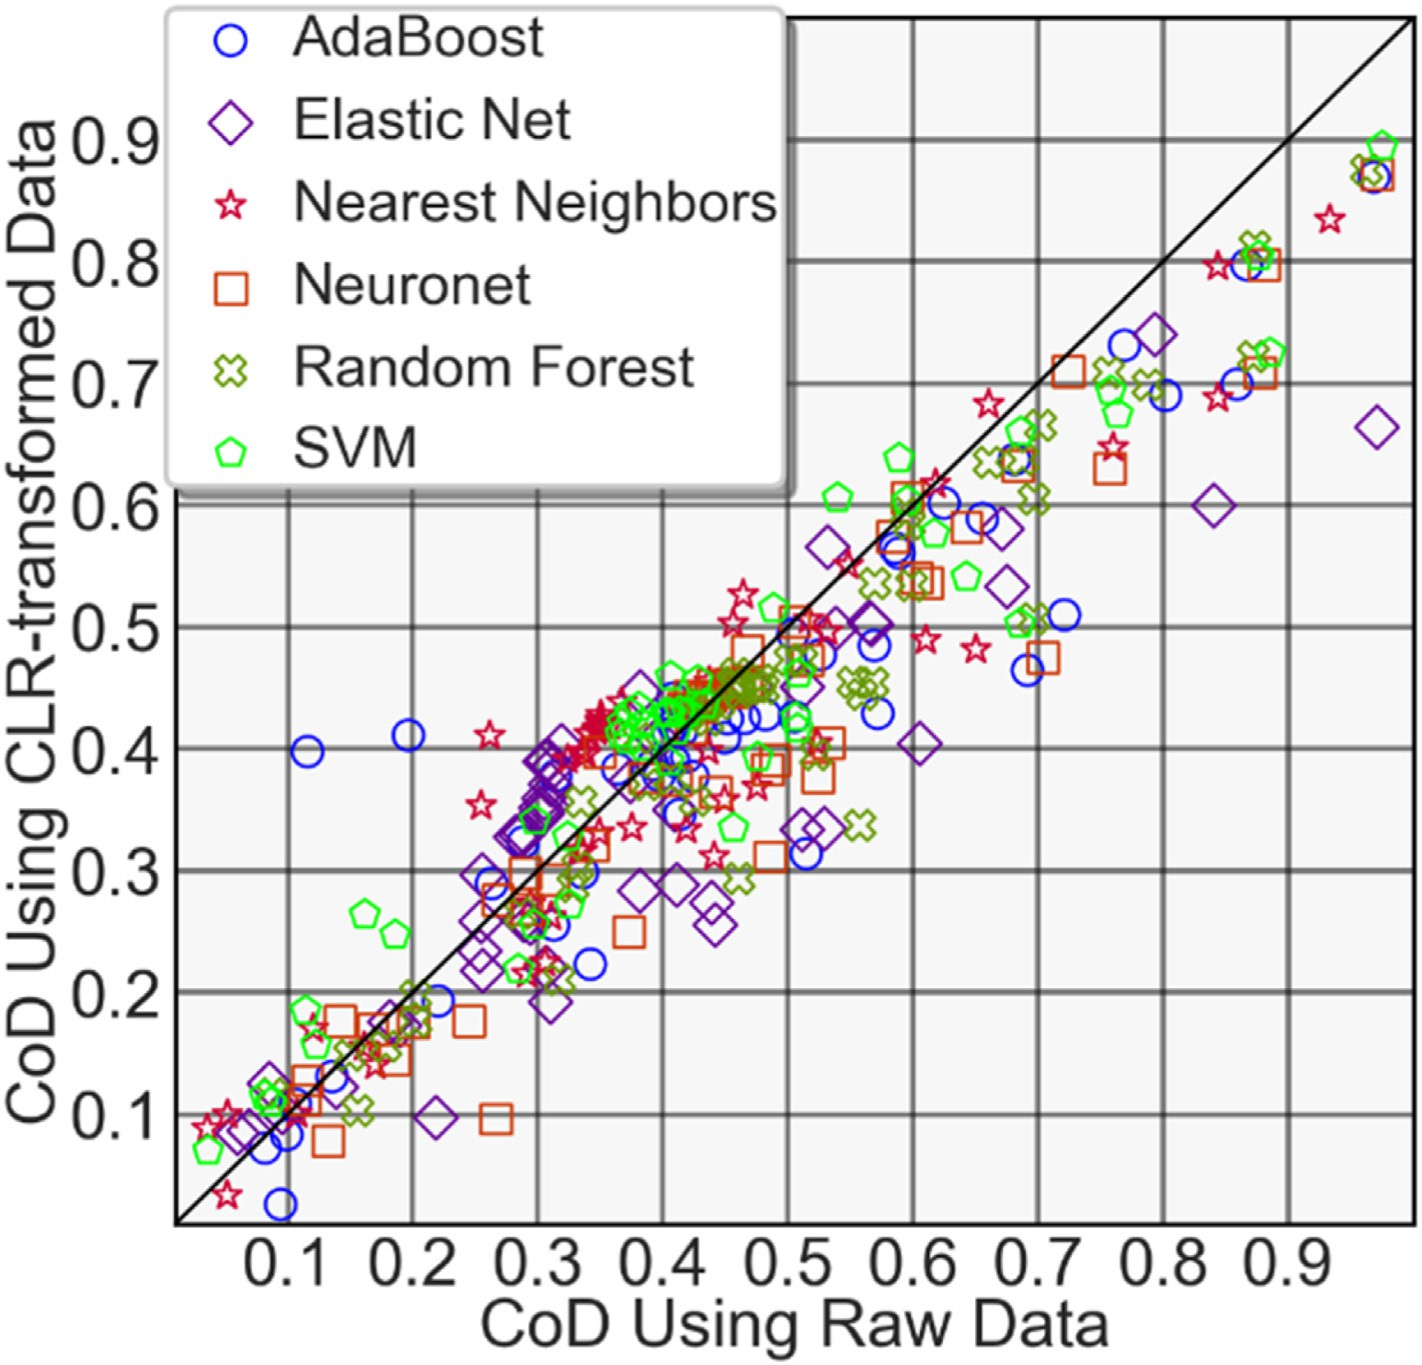 AdaBoost
Elastic Net
Nearest Neighbors
Neuronet
Random Forest
SVM
CoD Using CLR-transformed Data
0.9
0.8
0.7
0.6
0.5
0.4
0.3
0.2
0.1
0.1 0.2 0.3 0.4 0.5 0.6 0.7 0.8 0.9
CoD Using Raw Data